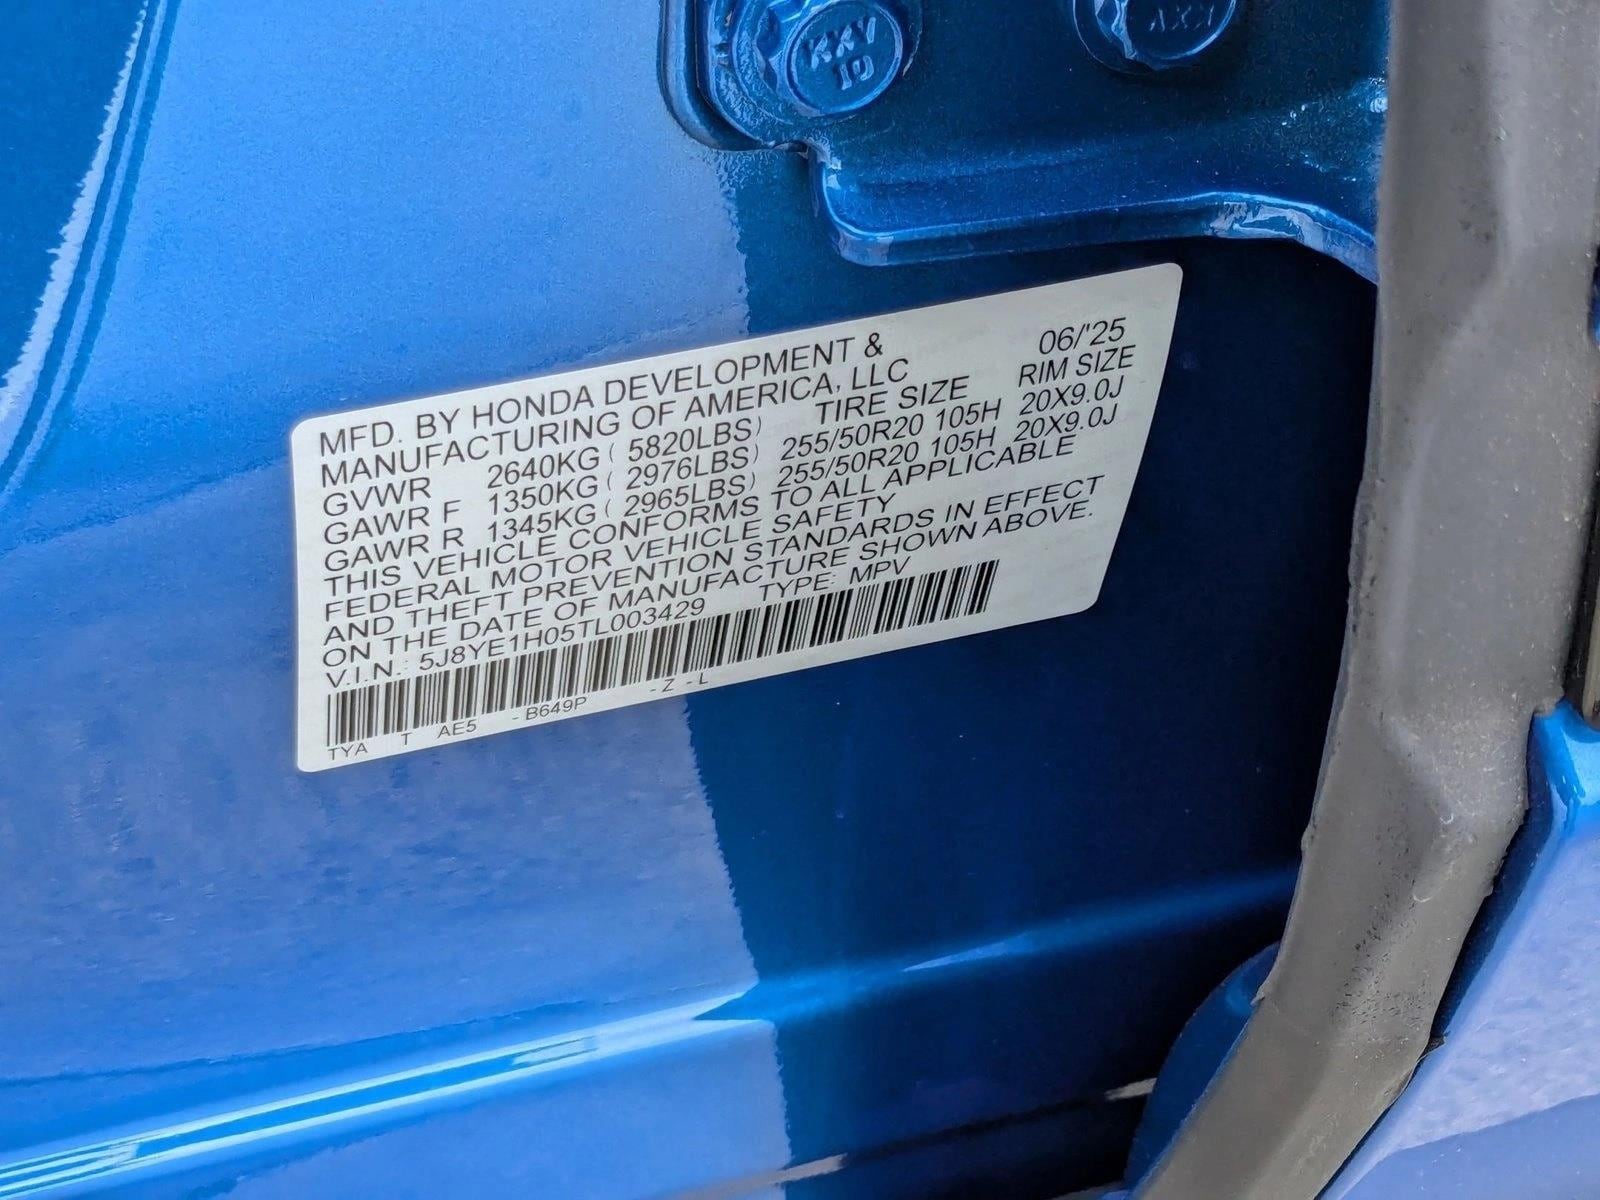 KKV
10
KXV
MFD. BY HONDA DEVELOPMENT & 06/'25
MANUFACTURING OF AMERICA, LLC
TIRE SIZE RIM SIZE
GVWR 2640KG ( 5820LBS)
GAWR F 1350KG ( 2976LBS) 255/50R20 105H 20X9.0J
GAWR R 1345KG ( 2965LBS) 255/50R20 105H 20X9.0J
THIS VEHICLE CONFORMS TO ALL APPLICABLE
FEDERAL MOTOR VEHICLE SAFETY
AND THEFT PREVENTION STANDARDS IN EFFECT
ON THE DATE OF MANUFACTURE SHOWN ABOVE.
V.I.N.: 5J8YE1H05TL003429 TYPE: MPV
TYA T AE5 -B649P -Z -L